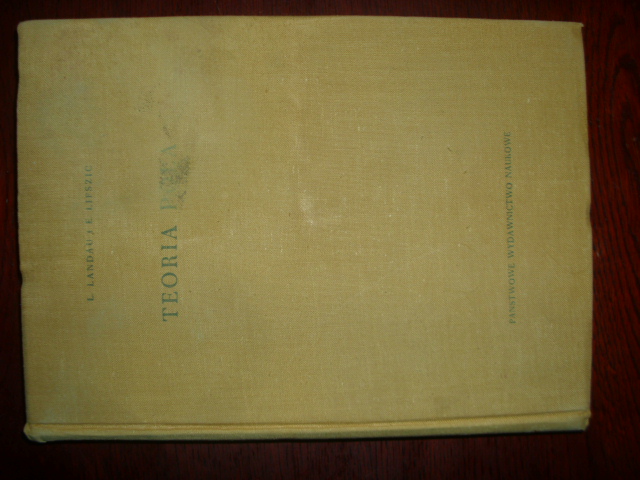 L. LANDAU J E. LIFSZIC
TEORIA
PAŃSTWOWE WYDAWNICTWO NAUKOWE